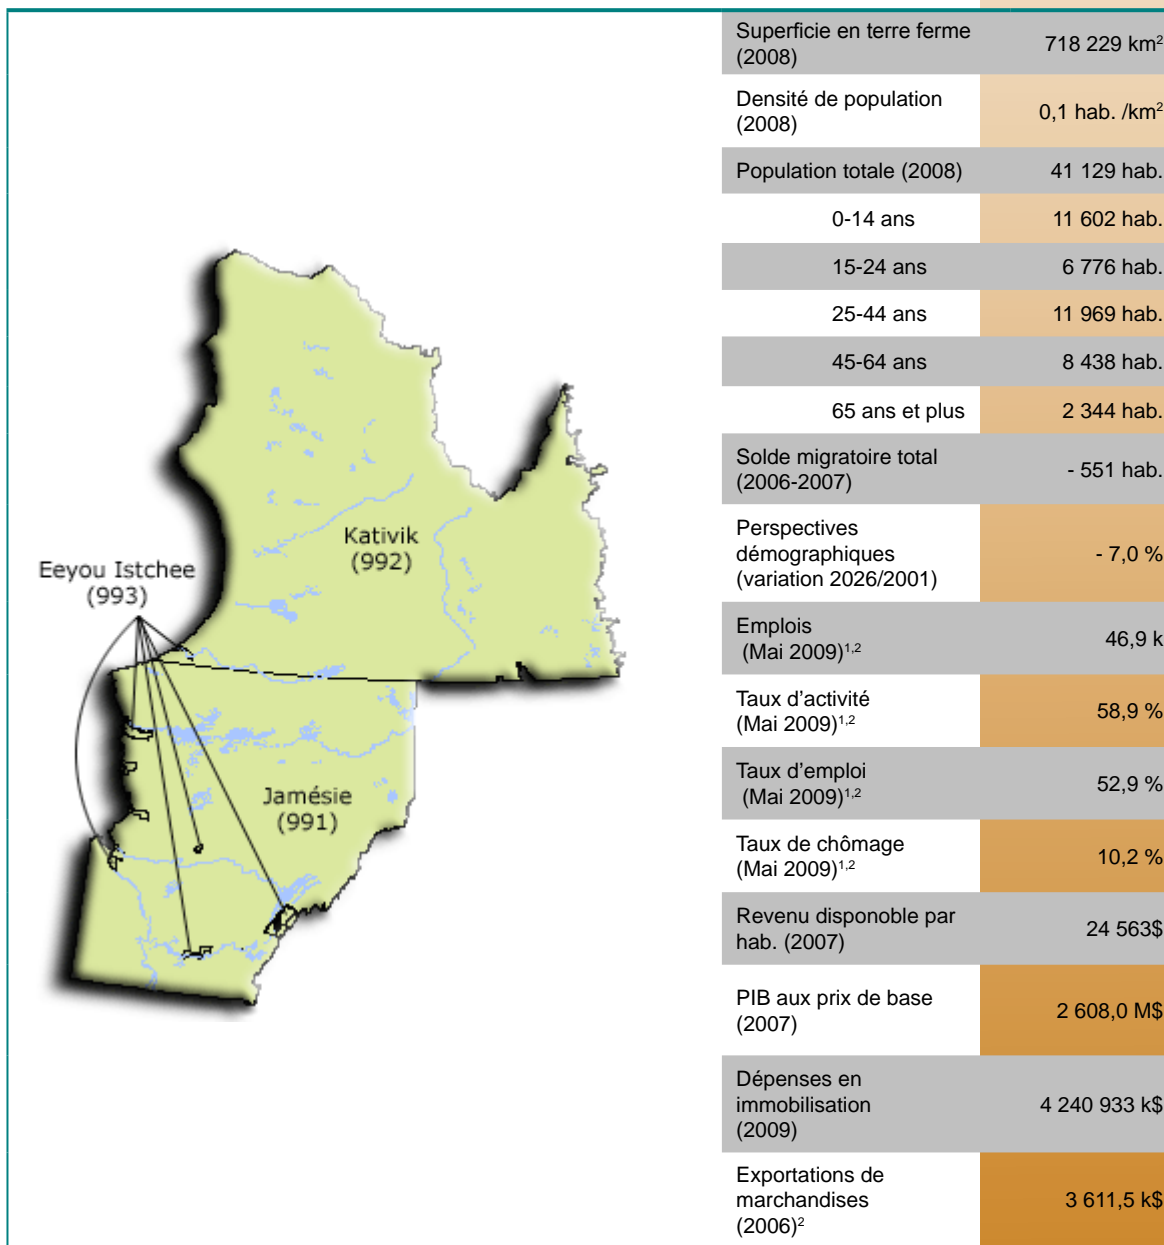 Superficie en terre ferme
(2008)
718 229 km²
Densité de population
(2008)
0,1 hab. /km²
Population totale (2008)
41 129 hab.
0-14 ans
11 602 hab.
15-24 ans
6 776 hab.
25-44 ans
11 969 hab.
45-64 ans
8 438 hab.
65 ans et plus
2 344 hab.
Solde migratoire total
(2006-2007)
- 551 hab.
Perspectives
démographiques
(variation 2026/2001)
- 7,0 %
Emplois
(Mai 2009)¹,²
46,9 k
Taux d'activité
(Mai 2009)¹,²
58,9 %
Taux d'emploi
(Mai 2009)¹,²
52,9 %
Taux de chômage
(Mai 2009)¹,²
10,2 %
Revenu disponoble par
hab. (2007)
24 563$
PIB aux prix de base
(2007)
2 608,0 M$
Dépenses en
immobilisation
(2009)
4 240 933 k$
Exportations de
marchandises
(2006)²
3 611,5 k$
Kativik
(992)
Eeyou Istchee
(993)
Jamésie
(991)